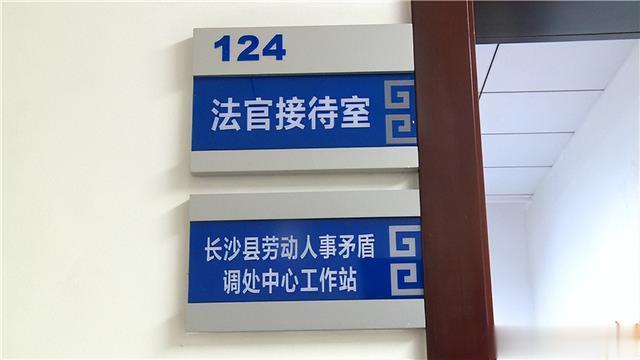 124
法官接待室
长沙县劳动人事矛盾
调处中心工作站